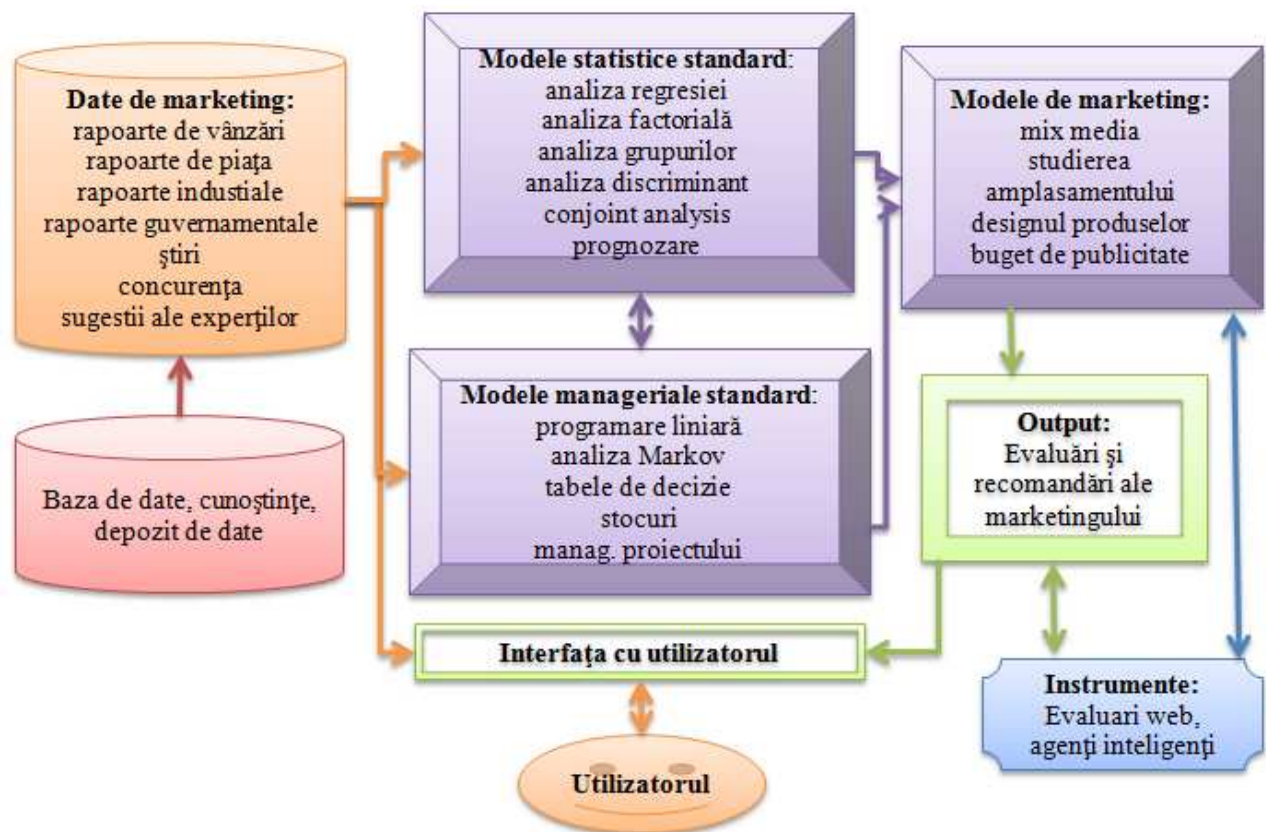 Date de marketing:
rapoarte de vânzări
rapoarte de piaţa
rapoarte industiale
rapoarte guvernamentale
ştiri
concurenţa
sugestii ale experţilor
Baza de date, cunoştinţe,
depozit de date
Modele statistice standard:
analiza regresiei
analiza factorială
analiza grupurilor
analiza discriminant
conjoint analysis
prognozare
Modele manageriale standard:
programare liniară
analiza Markov
tabele de decizie
stocuri
manag. proiectului
Modele de marketing:
mix media
studierea
amplasamentului
designul produselor
buget de publicitate
Output:
Evaluări şi
recomandări ale
marketingului
Interfaţa cu utilizatorul
Instrumente:
Evaluari web,
agenţi inteligenţi
Utilizatorul